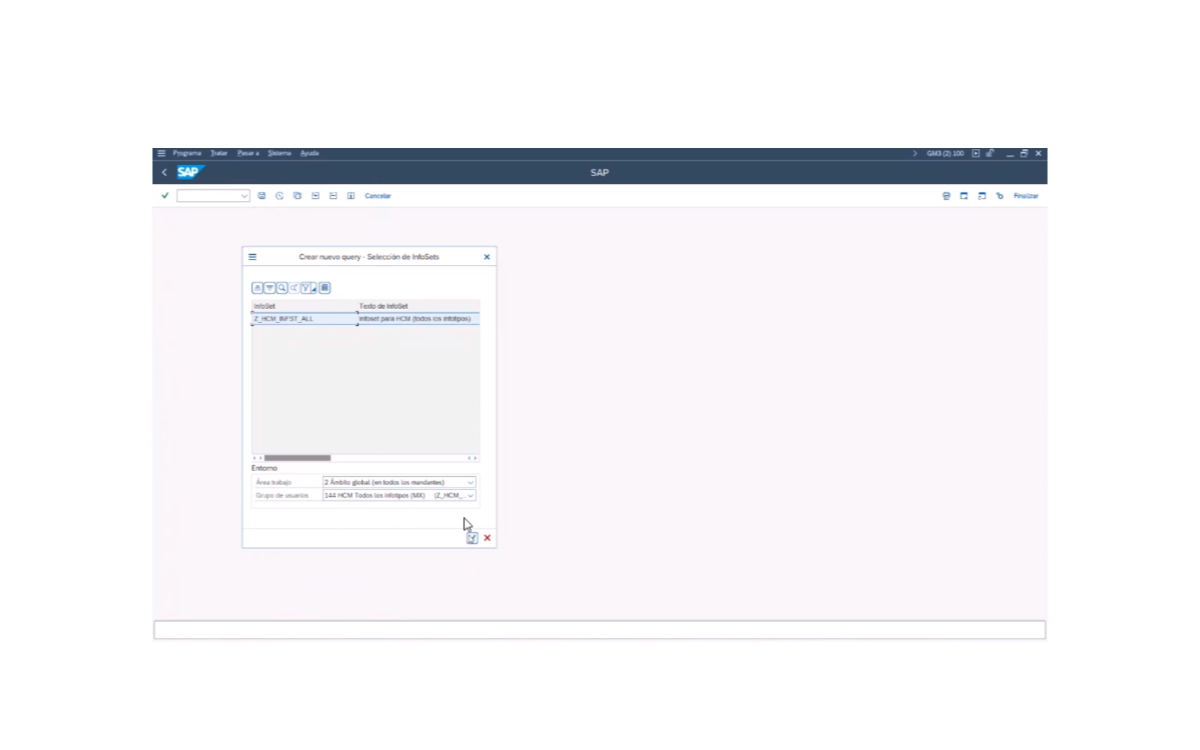 Programa Tratar Pasar a Sistema Ayuda GM3 (2) 100
SAP SAP
Cancelar Finalizar
Crear nuevo query - Selección de InfoSets
InfoSet Texto de InfoSet
Z_HCM_INFST_ALL Infoset para HCM (todos los infotipos)
Entorno
Área trabajo 2 Ámbito global (en todos los mandantes)
Grupo de usuarios 144 HCM Todos los infotipos (MX) (Z_HCM_...